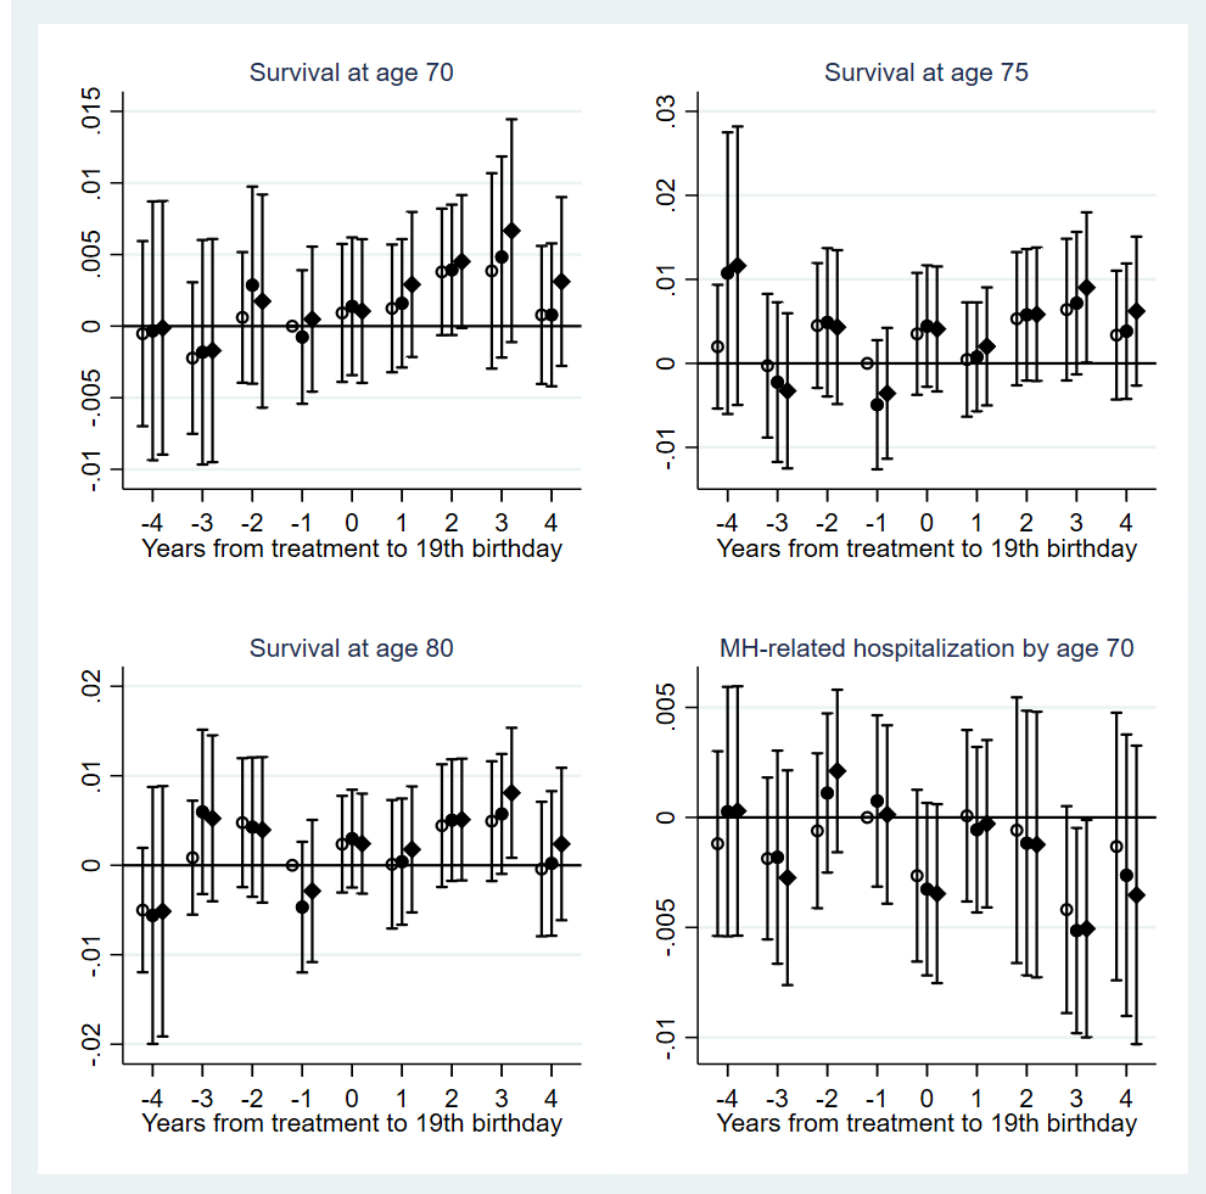 Survival at age 70
.015
.01
.005
0
-.005
-.01
-4 -3 -2 -1 0 1 2 3 4
Years from treatment to 19th birthday
Survival at age 75
.03
.02
.01
0
-.01
-4 -3 -2 -1 0 1 2 3 4
Years from treatment to 19th birthday
Survival at age 80
.02
.01
0
-.01
-.02
-4 -3 -2 -1 0 1 2 3 4
Years from treatment to 19th birthday
MH-related hospitalization by age 70
.005
0
-.005
-.01
-4 -3 -2 -1 0 1 2 3 4
Years from treatment to 19th birthday